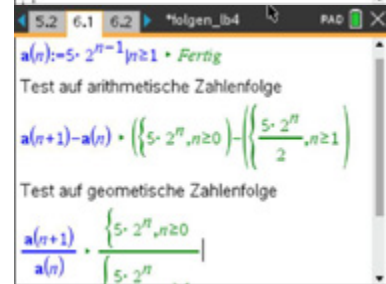 5.2 6.1 6.2 *folgen_lb4 PAD
a(n):=5· 2^{n-1}|n≥1 ▸ Fertig
Test auf arithmetische Zahlenfolge
a(n+1)-a(n) ▸ ({5· 2^n,n≥0)-({5· 2^n/2,n≥1)
Test auf geometische Zahlenfolge
a(n+1)/a(n) ▸ {5· 2^n,n≥0
{5· 2^n